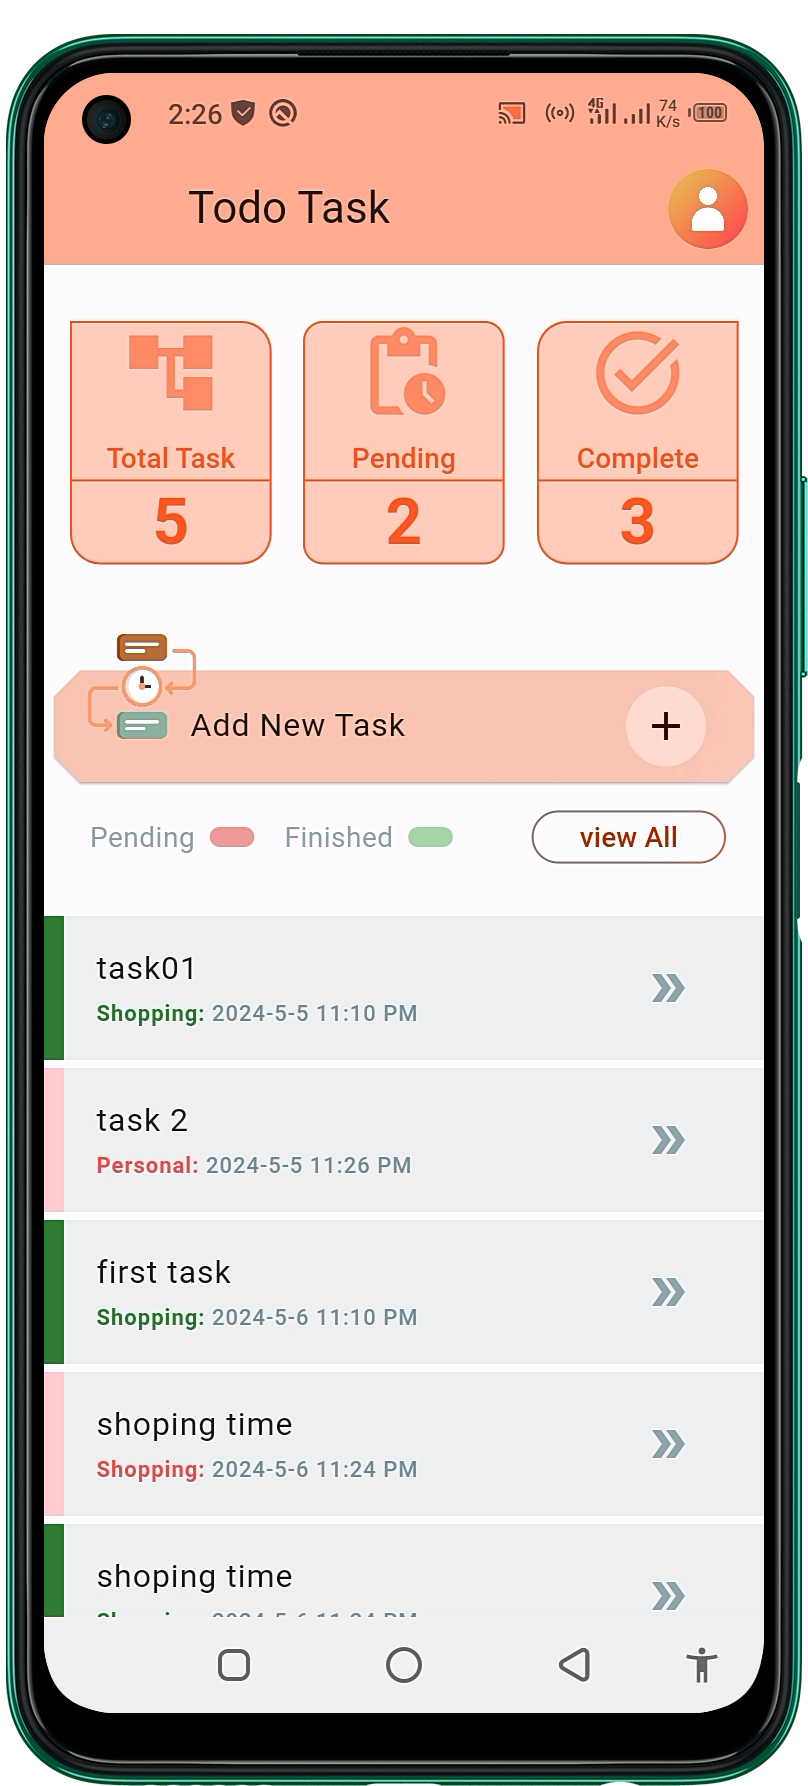 2:26 4G 74 K/s 100
Todo Task
Total Task Pending Complete
5 2 3
Add New Task
Pending Finished view All
task01
Shopping: 2024-5-5 11:10 PM
task 2
Personal: 2024-5-5 11:26 PM
first task
Shopping: 2024-5-6 11:10 PM
shoping time
Shopping: 2024-5-6 11:24 PM
shoping time